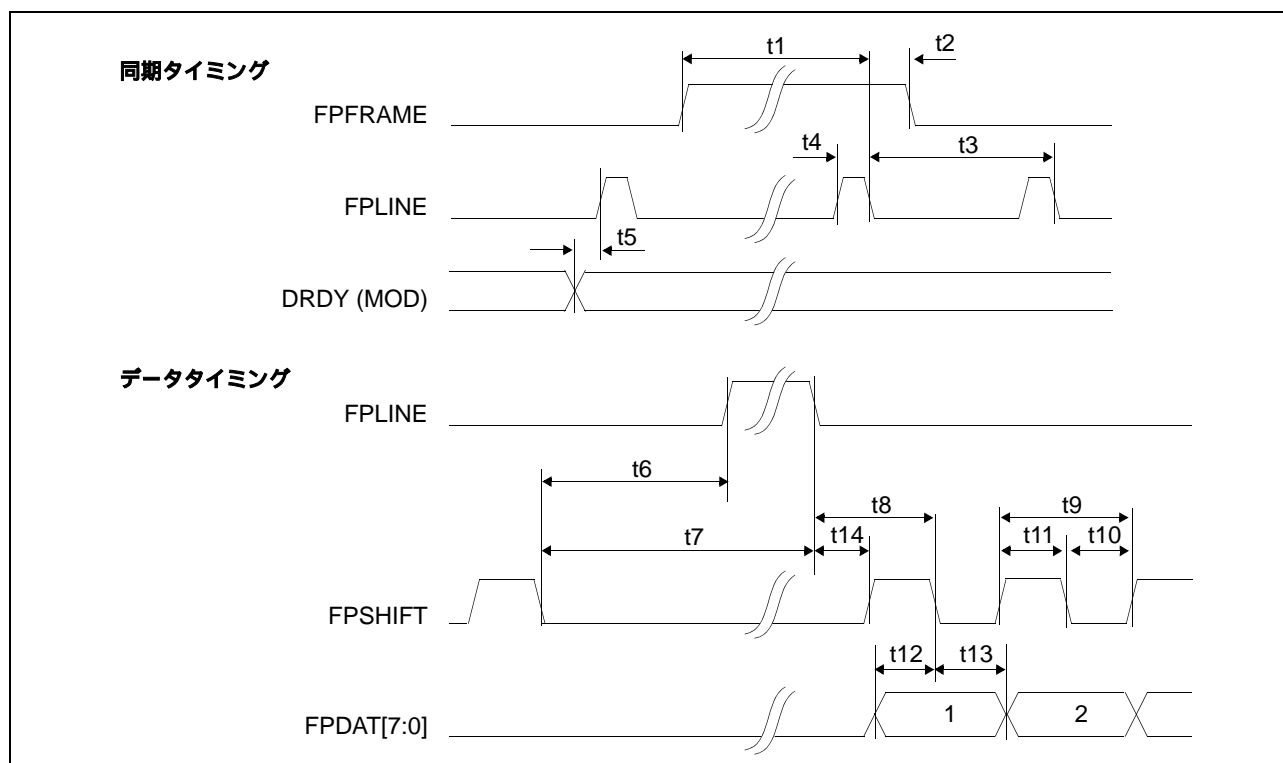 同期タイミング
t1
t2
FPFRAME
t4
t3
FPLINE
t5
DRDY (MOD)
データタイミング
FPLINE
t6
t8
t9
t7
t14
t11
t10
FPSHIFT
t12
t13
FPDAT[7:0]
1
2